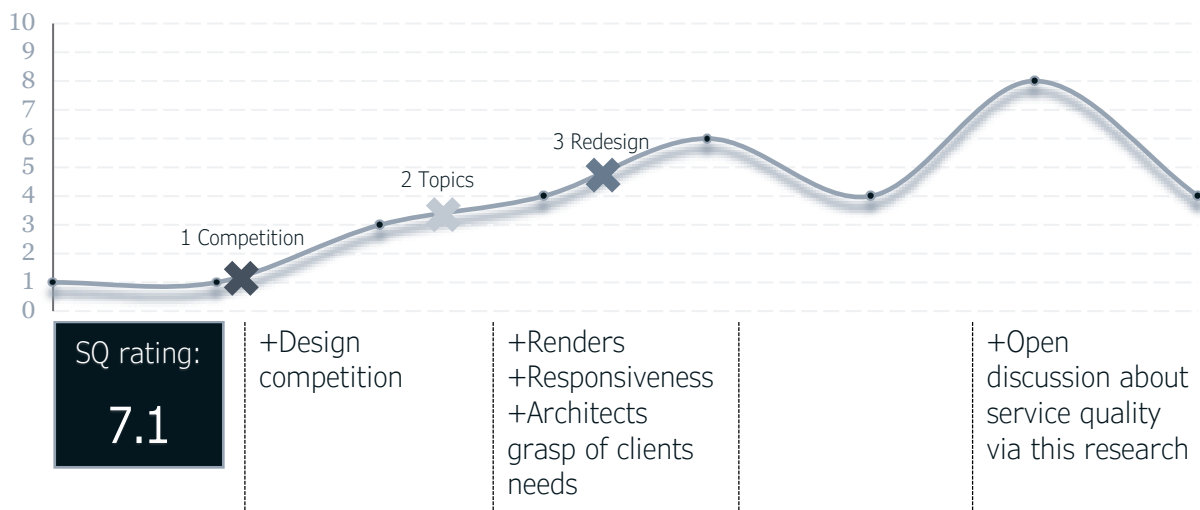 10
9
8
7
6
5
4
3
2
1
0
3 Redesign
2 Topics
1 Competition
SQ rating:
7.1
+Design
competition
+Renders
+Responsiveness
+Architects
grasp of clients
needs
+Open
discussion about
service quality
via this research